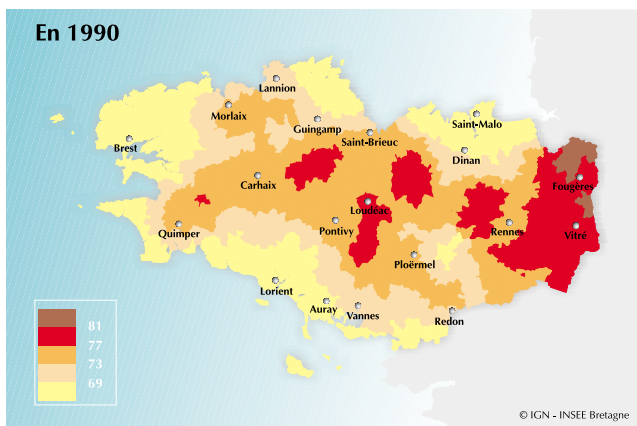 En 1990
Lannion
Morlaix
Guingamp
Saint-Malo
Saint-Brieuc
Brest
Dinan
Carhaix
Fougères
Loudéac
Pontivy
Rennes
Quimper
Vitré
Ploërmel
Lorient
Auray
Vannes
Redon
81
77
73
69
© IGN - INSEE Bretagne